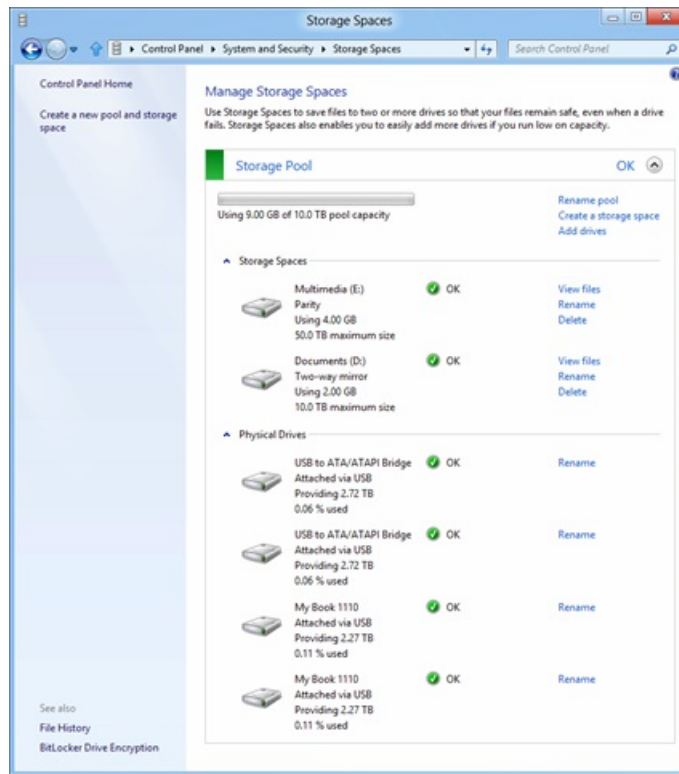 Storage Spaces
Control Panel ▸ System and Security ▸ Storage Spaces
Search Control Panel
Control Panel Home
Create a new pool and storage
space
Manage Storage Spaces
Use Storage Spaces to save files to two or more drives so that your files remain safe, even when a drive
fails. Storage Spaces also enables you to easily add more drives if you run low on capacity.
Storage Pool
OK
Using 9.00 GB of 10.0 TB pool capacity
Rename pool
Create a storage space
Add drives
Storage Spaces
Multimedia (E:)
OK
View files
Parity
Rename
Using 4.00 GB
Delete
50.0 TB maximum size
Documents (D:)
OK
View files
Two-way mirror
Rename
Using 2.00 GB
Delete
10.0 TB maximum size
Physical Drives
USB to ATA/ATAPI Bridge
OK
Rename
Attached via USB
Providing 2.72 TB
0.06 % used
USB to ATA/ATAPI Bridge
OK
Rename
Attached via USB
Providing 2.72 TB
0.06 % used
My Book 1110
OK
Rename
Attached via USB
Providing 2.27 TB
0.11 % used
My Book 1110
OK
Rename
Attached via USB
Providing 2.27 TB
0.11 % used
See also
File History
BitLocker Drive Encryption